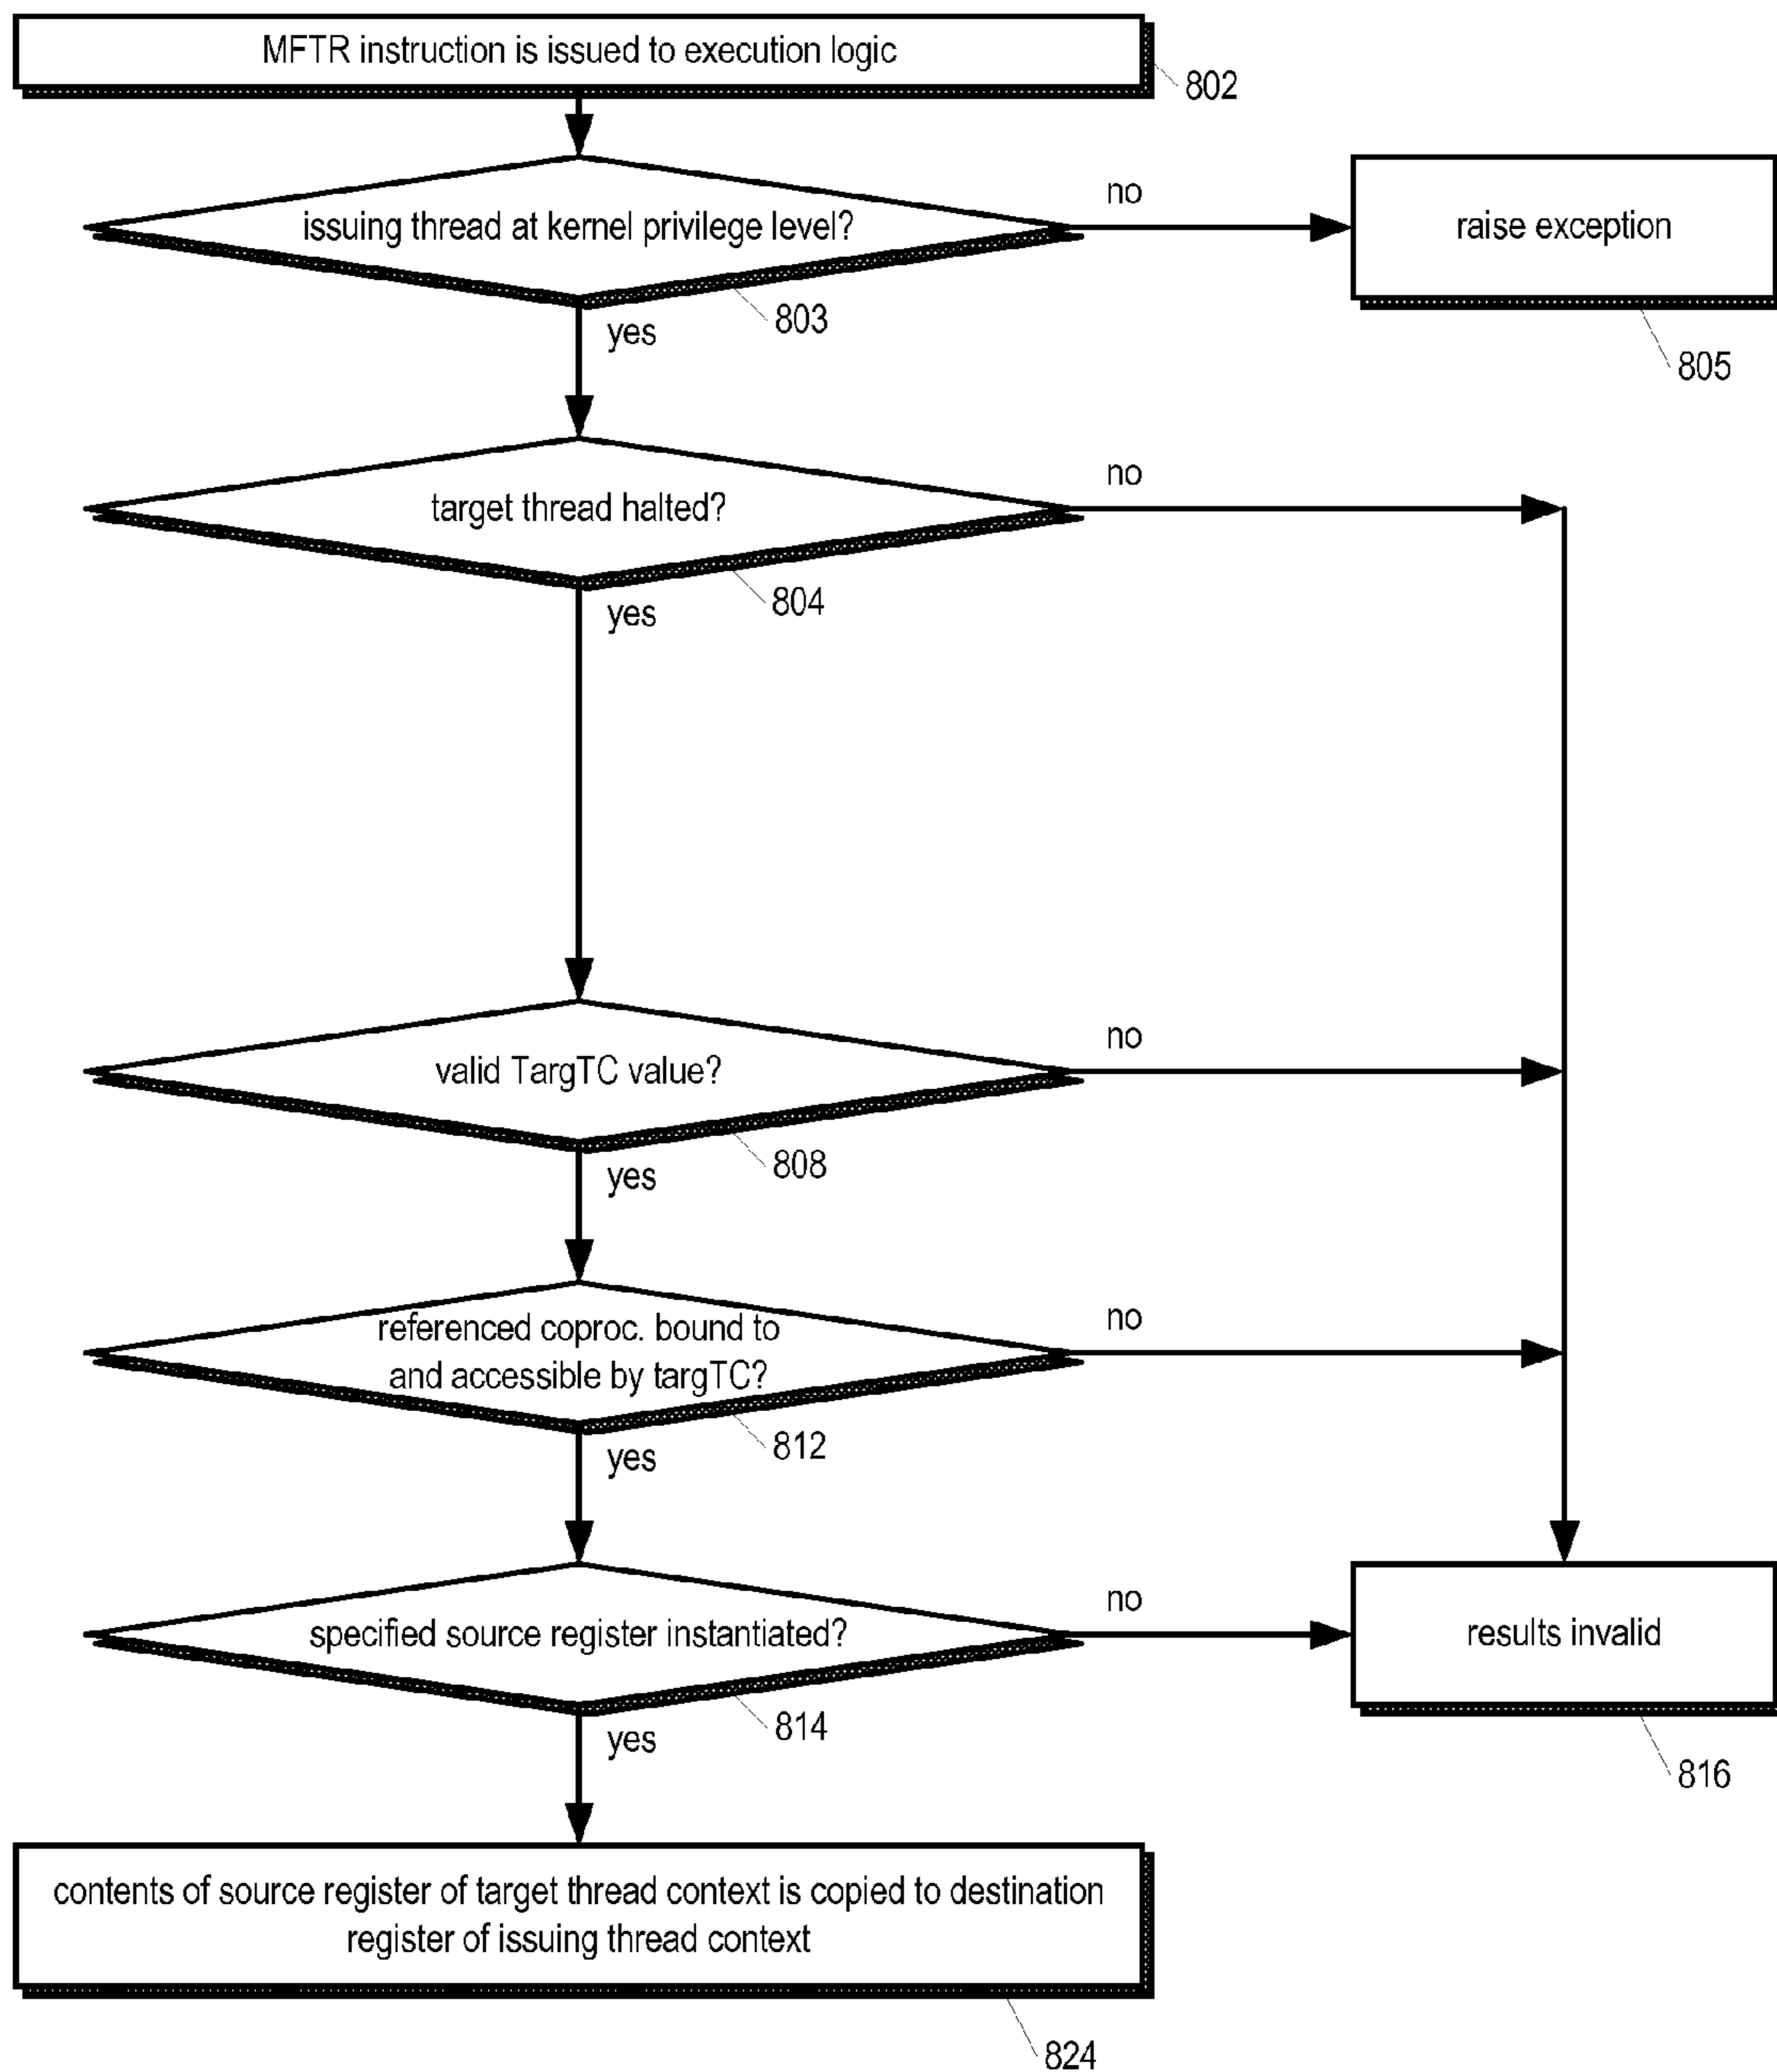 MFTR instruction is issued to execution logic
802
issuing thread at kernel privilege level?
no
raise exception
803
yes
805
target thread halted?
no
804
yes
valid TargTC value?
no
808
yes
referenced coproc. bound to
and accessible by targTC?
no
812
yes
specified source register instantiated?
no
results invalid
814
yes
816
contents of source register of target thread context is copied to destination
register of issuing thread context
824